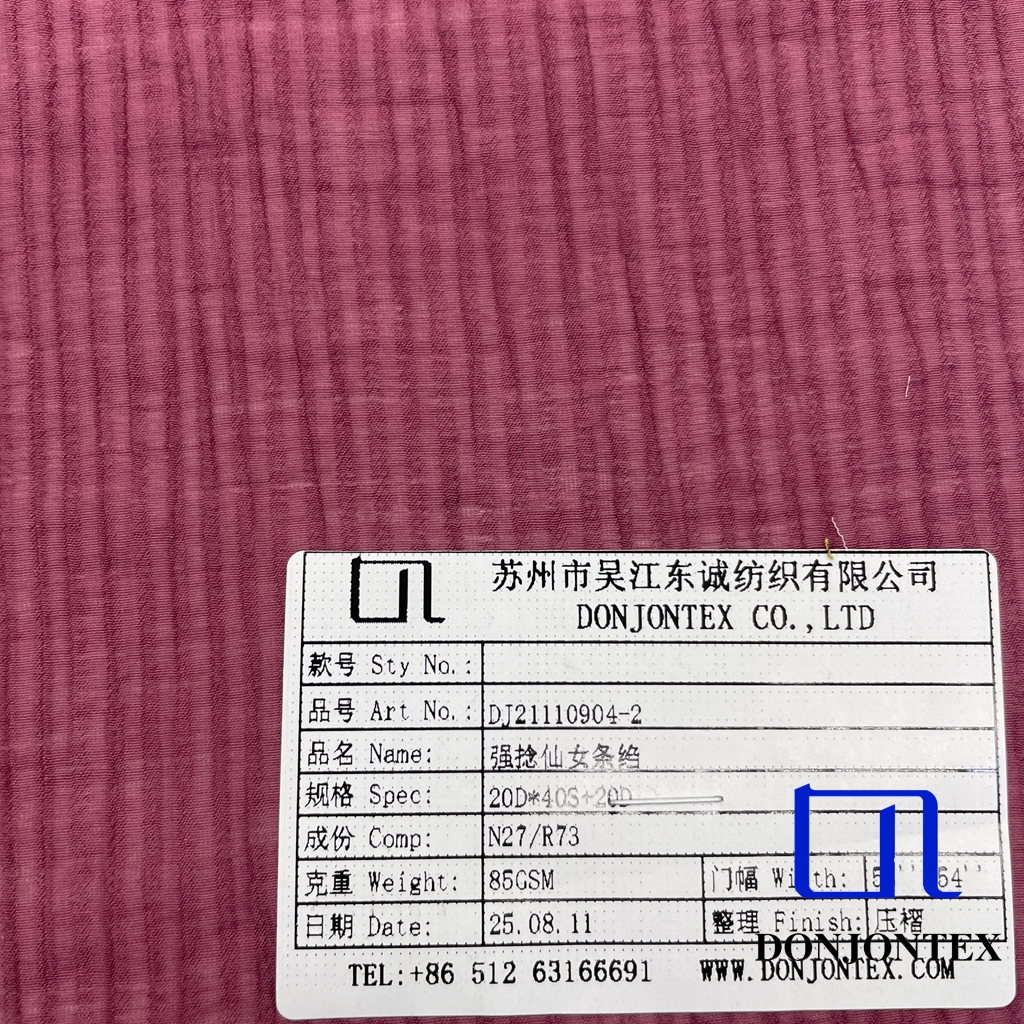 苏州市吴江东诚纺织有限公司
DONJONTEX CO.,LTD
款号 Sty No.:
品号 Art No.: DJ21110904-2
品名 Name: 强捻仙女条绉
规格 Spec: 20D*40S+20D
成份 Comp: N27/R73
克重 Weight: 85GSM 门幅 Width: 54''
日期 Date: 25.08.11 整理 Finish: 压褶
DONJONTEX
TEL:+86 512 63166691 WWW.DONJONTEX.COM